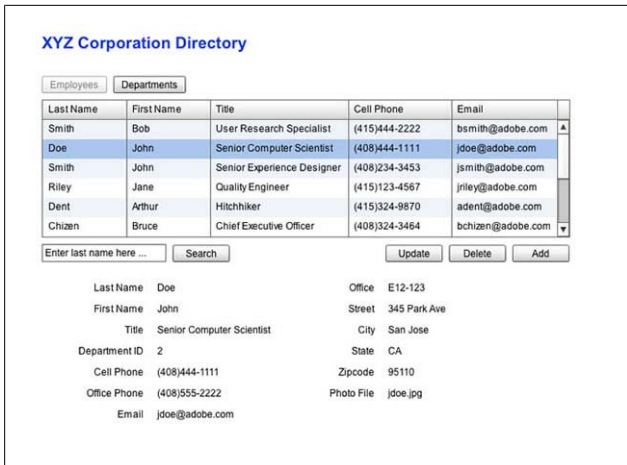 XYZ Corporation Directory
Employees Departments
Last Name First Name Title Cell Phone Email
Smith Bob User Research Specialist (415)444-2222 bsmith@adobe.com
Doe John Senior Computer Scientist (408)444-1111 jdoe@adobe.com
Smith John Senior Experience Designer (408)234-3453 jsmith@adobe.com
Riley Jane Quality Engineer (415)123-4567 jriley@adobe.com
Dent Arthur Hitchhiker (415)324-9870 adent@adobe.com
Chizen Bruce Chief Executive Officer (408)324-3464 bchizen@adobe.com
Enter last name here ... Search Update Delete Add
Last Name Doe Office E12-123
First Name John Street 345 Park Ave
Title Senior Computer Scientist City San Jose
Department ID 2 State CA
Cell Phone (408)444-1111 Zipcode 95110
Office Phone (408)555-2222 Photo File jdoe.jpg
Email jdoe@adobe.com